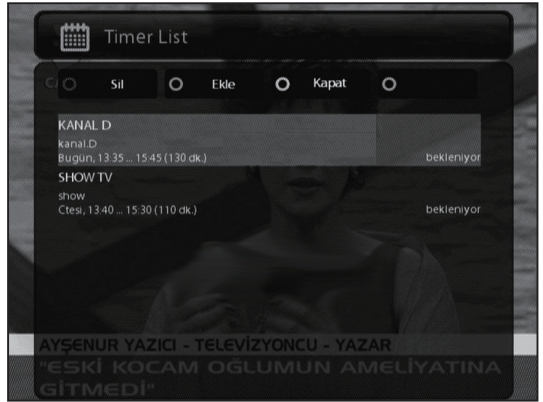 Timer List
Sil Ekle Kapat
KANAL D
kanal.D
Bugün, 13:35 ... 15:45 (130 dk.) bekleniyor
SHOW TV
show
Ctesi, 13:40 ... 15:30 (110 dk.) bekleniyor
AYŞENUR YAZICI - TELEVİZYONCU - YAZAR
"ESKİ KOCAM OĞLUMUN AMELİYATINA
GİTMEDİ"